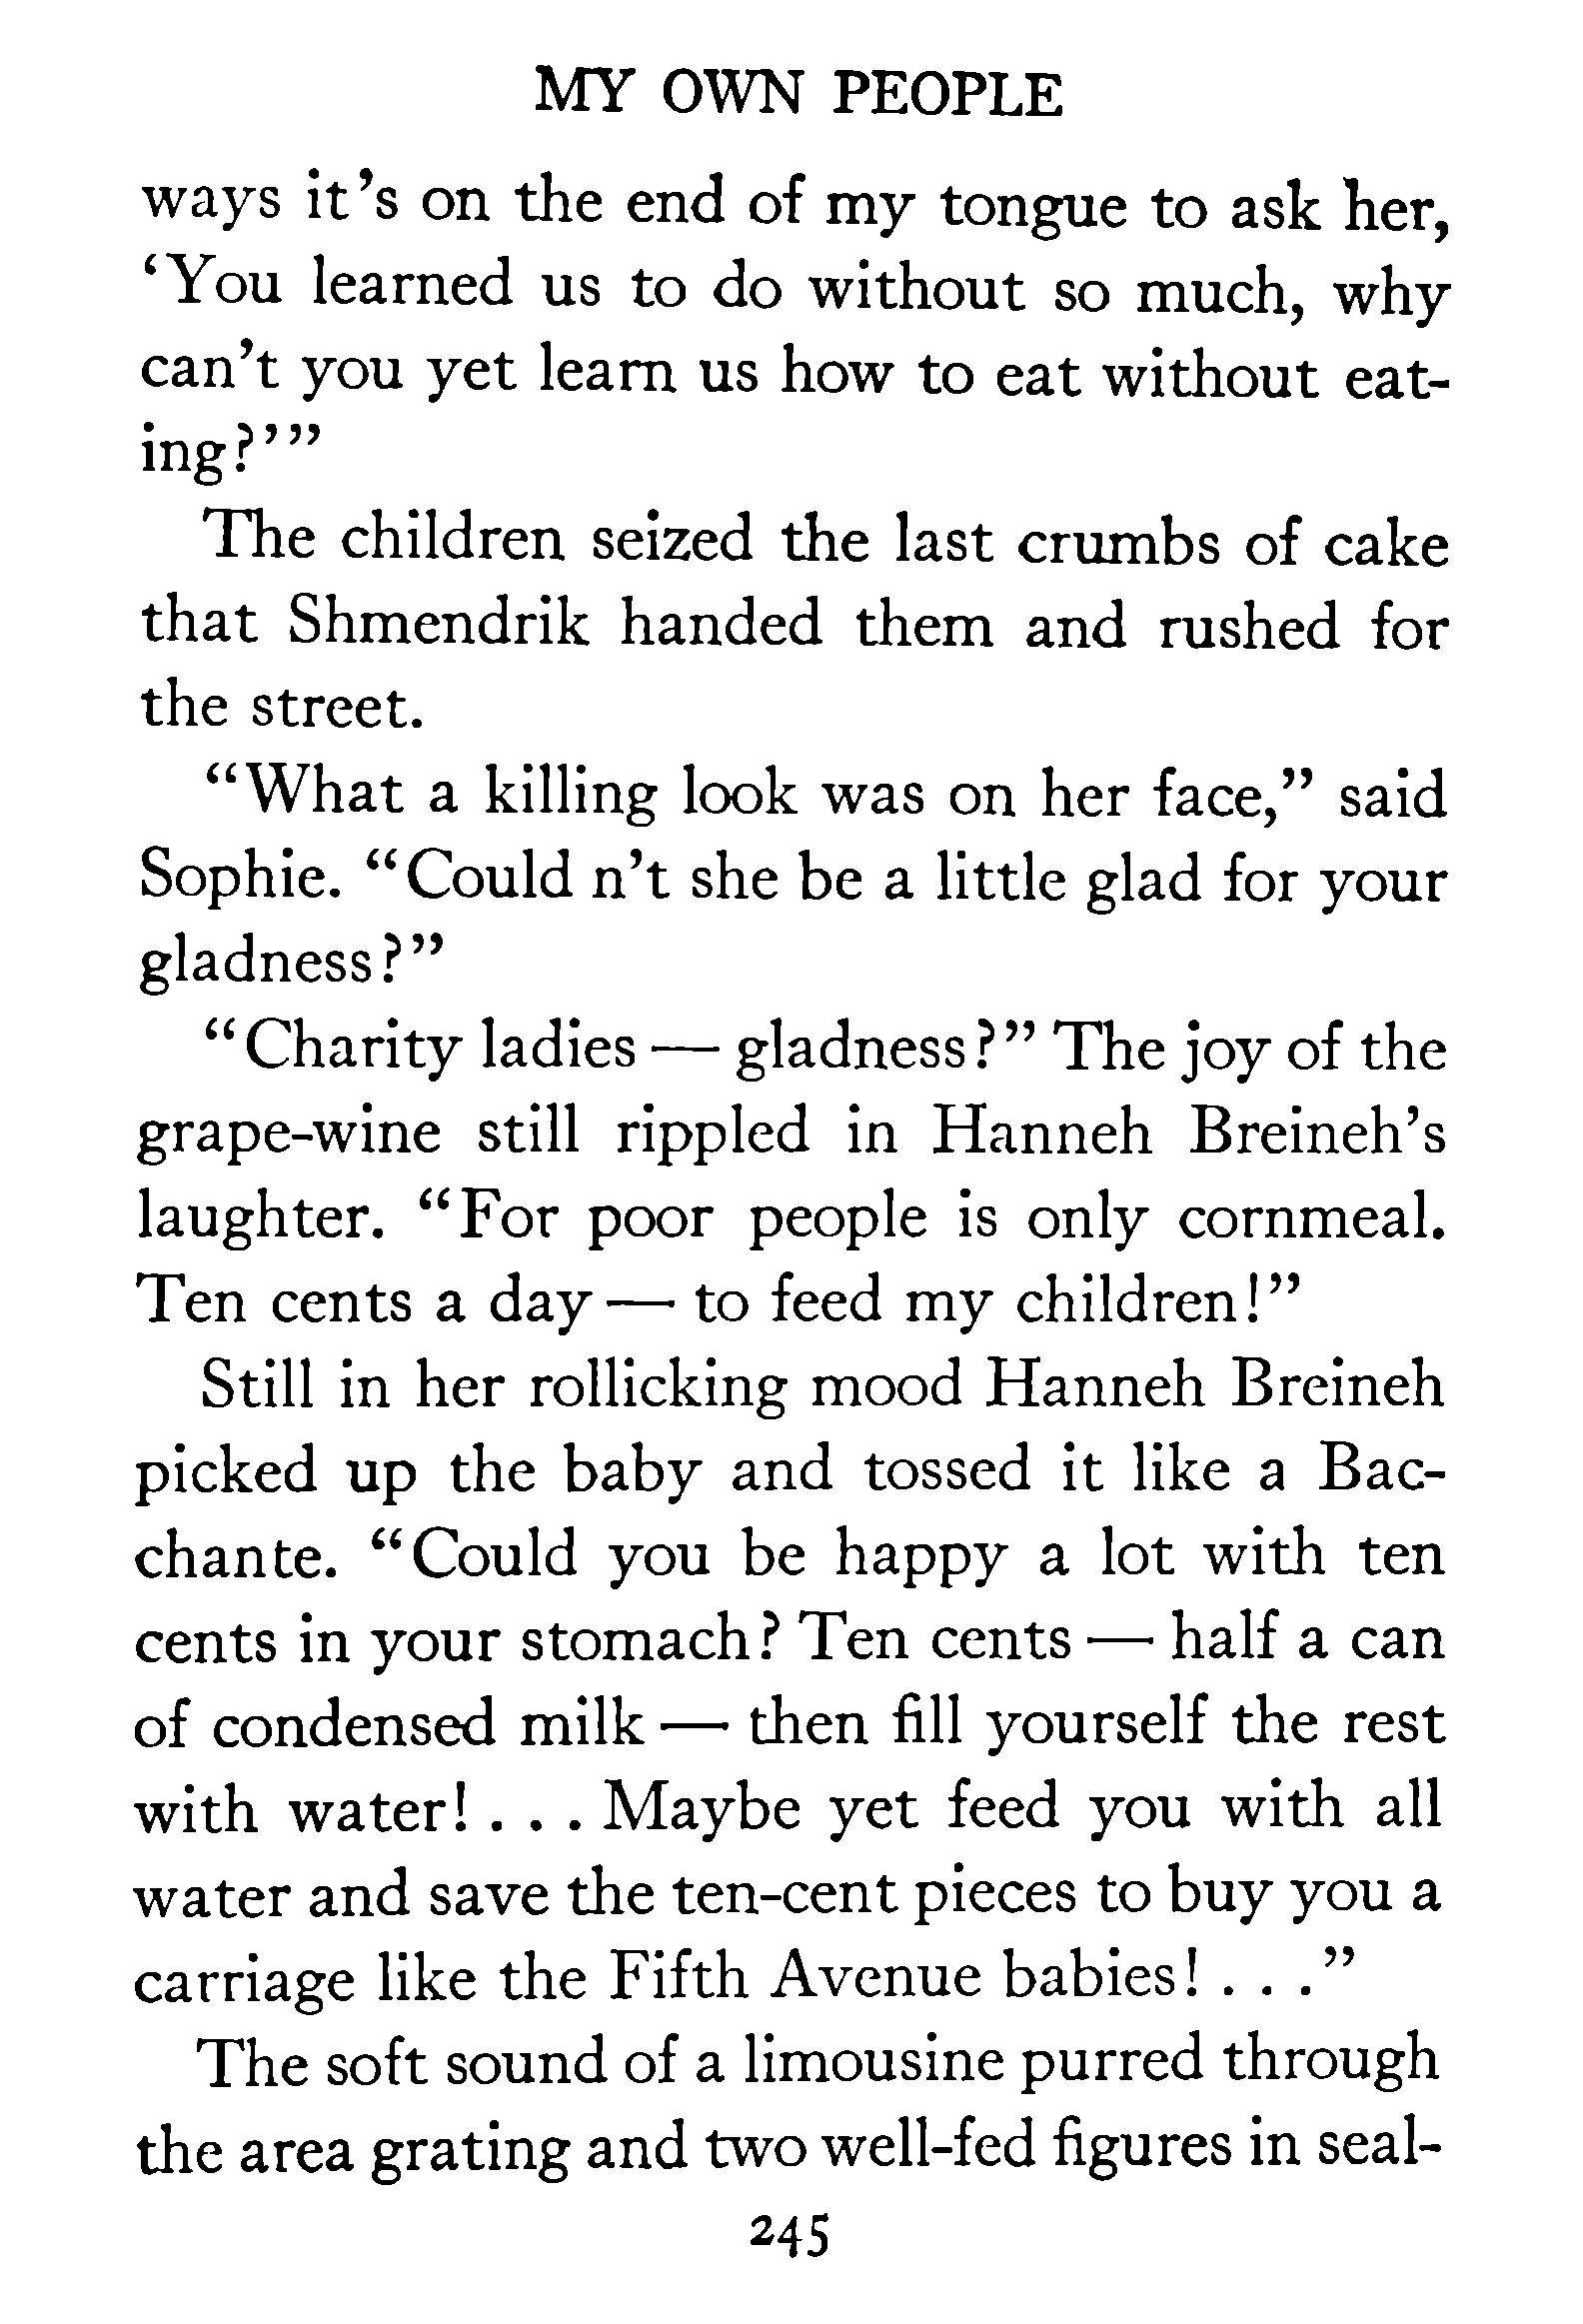 MY OWN PEOPLE
ways it's on the end of my tongue to ask her,
‘You learned us to do without so much, why
can't you yet learn us how to eat without eat-
ing?’”
The children seized the last crumbs of cake
that Shmendrik handed them and rushed for
the street.
“What a killing look was on her face,” said
Sophie. “Could n't she be a little glad for your
gladness?”
“Charity ladies — gladness?” The joy of the
grape-wine still rippled in Hanneh Breineh's
laughter. “For poor people is only cornmeal.
Ten cents a day — to feed my children!”
Still in her rollicking mood Hanneh Breineh
picked up the baby and tossed it like a Bac-
chante. “Could you be happy a lot with ten
cents in your stomach? Ten cents — half a can
of condensed milk — then fill yourself the rest
with water! . . . Maybe yet feed you with all
water and save the ten-cent pieces to buy you a
carriage like the Fifth Avenue babies! . . .”
The soft sound of a limousine purred through
the area grating and two well-fed figures in seal-
245